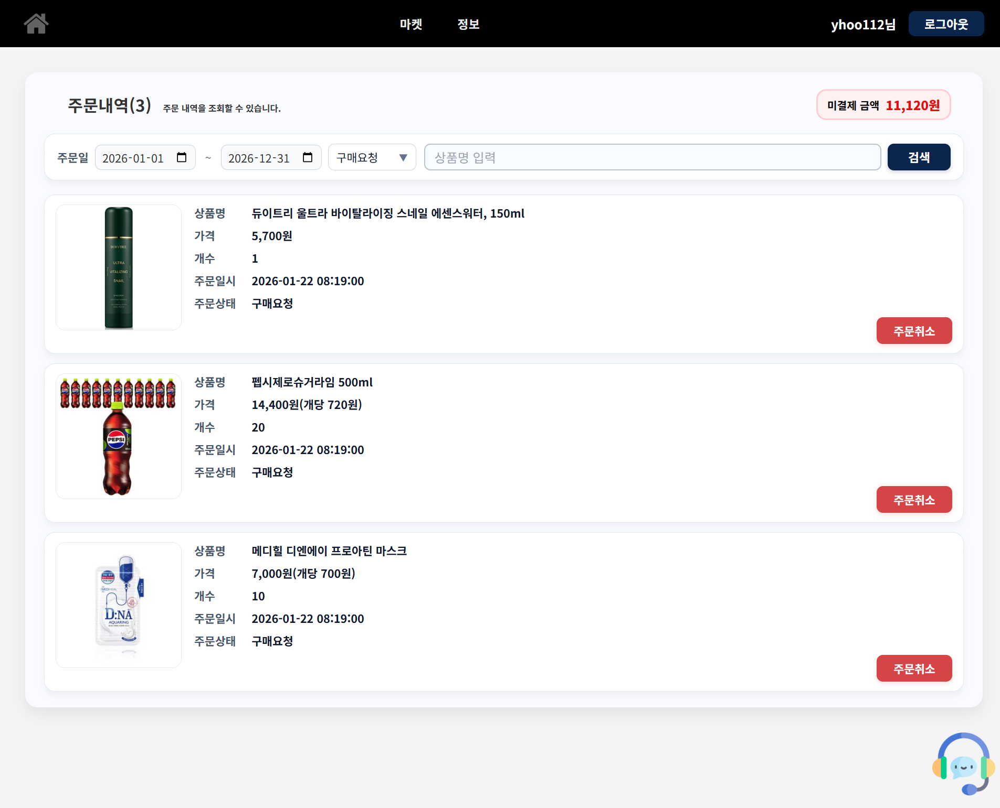 마켓 정보 yhoo112님 로그아웃
주문내역(3) 주문 내역을 조회할 수 있습니다. 미결제 금액 11,120원
주문일 2026-01-01 ~ 2026-12-31 구매요청 ▼ 상품명 입력 검색
상품명 듀이트리 울트라 바이탈라이징 스네일 에센스워터, 150ml
가격 5,700원
개수 1
주문일시 2026-01-22 08:19:00
주문상태 구매요청
DEWYTREE
ULTRA
VITALIZING
SNAIL
주문취소
상품명 펩시제로슈거라임 500ml
가격 14,400원(개당 720원)
개수 20
주문일시 2026-01-22 08:19:00
주문상태 구매요청
PEPSI
주문취소
상품명 메디힐 디엔에이 프로아틴 마스크
가격 7,000원(개당 700원)
개수 10
주문일시 2026-01-22 08:19:00
주문상태 구매요청
MEDIHEAL
D:NA
AQUARING
주문취소